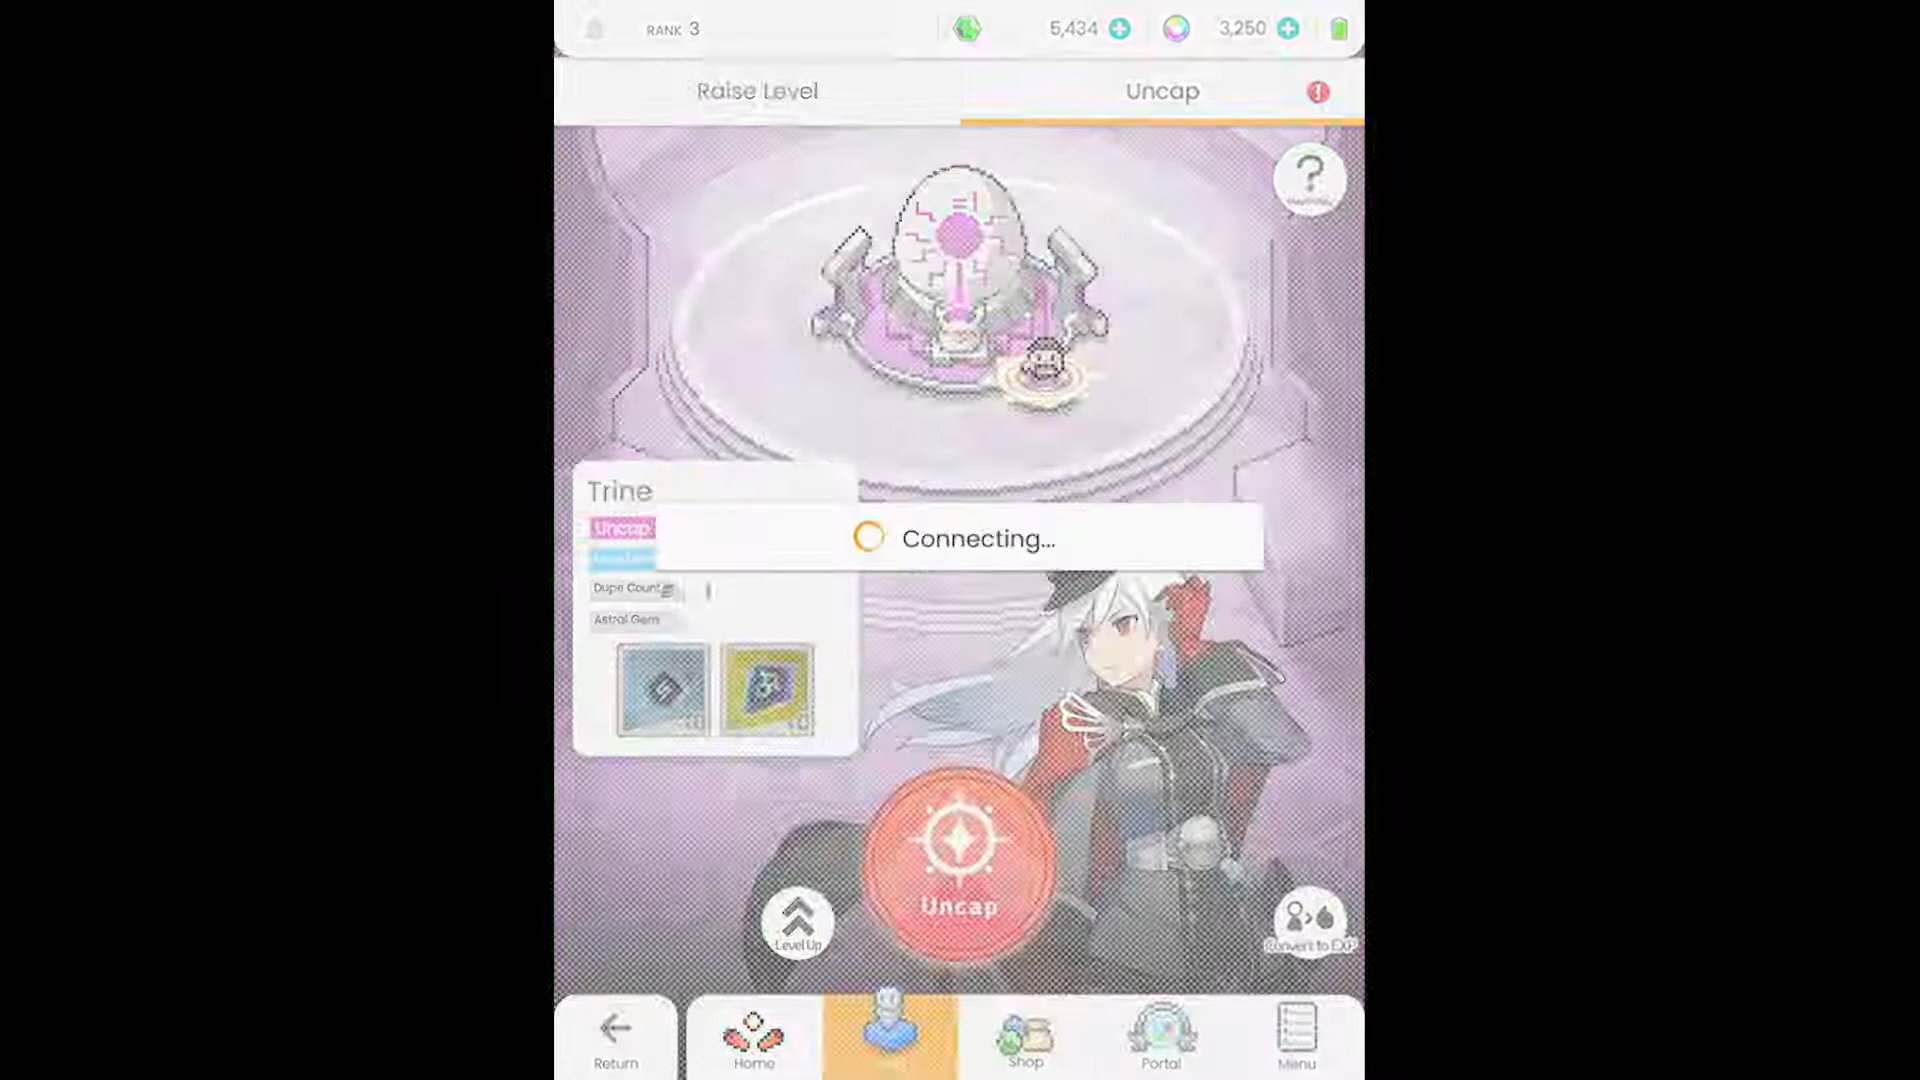 RANK 3
5,434
3,250
Raise Level
Uncap
Trine
Uncap
Connecting...
Dupe Count
Astral Gem
Uncap
Level Up
Convert to EXP
Return
Home
Shop
Portal
Menu